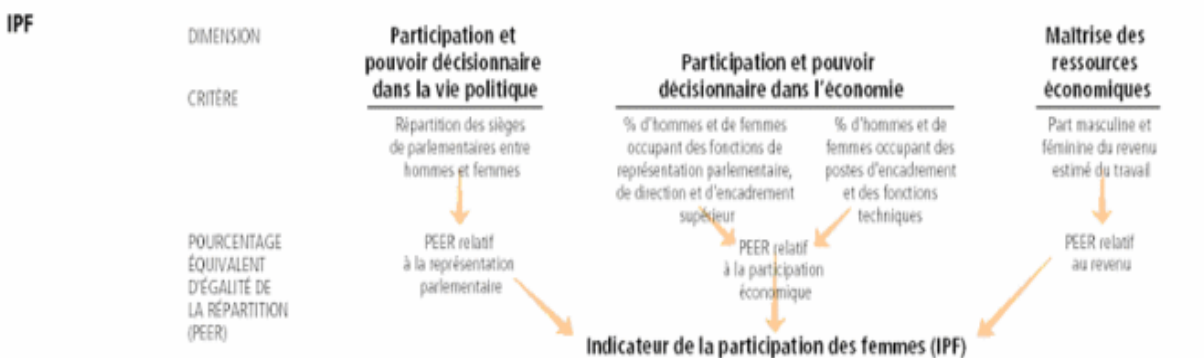 IPF
DIMENSION
Participation et
pouvoir décisionnaire
dans la vie politique
Participation et pouvoir
décisionnaire dans l'économie
Maîtrise des
ressources
économiques
CRITÈRE
Répartition des sièges
de parlementaires entre
hommes et femmes
% d'hommes et de femmes
occupant des fonctions de
représentation parlementaire,
de direction et d'encadrement
supérieur
% d'hommes et de
femmes occupant des
postes d'encadrement
et des fonctions
techniques
Part masculine et
féminine du revenu
estimé du travail
POURCENTAGE
ÉQUIVALENT
D'ÉGALITÉ DE
LA RÉPARTITION
(PEER)
PEER relatif
à la représentation
parlementaire
PEER relatif
à la participation
économique
PEER relatif
au revenu
Indicateur de la participation des femmes (IPF)